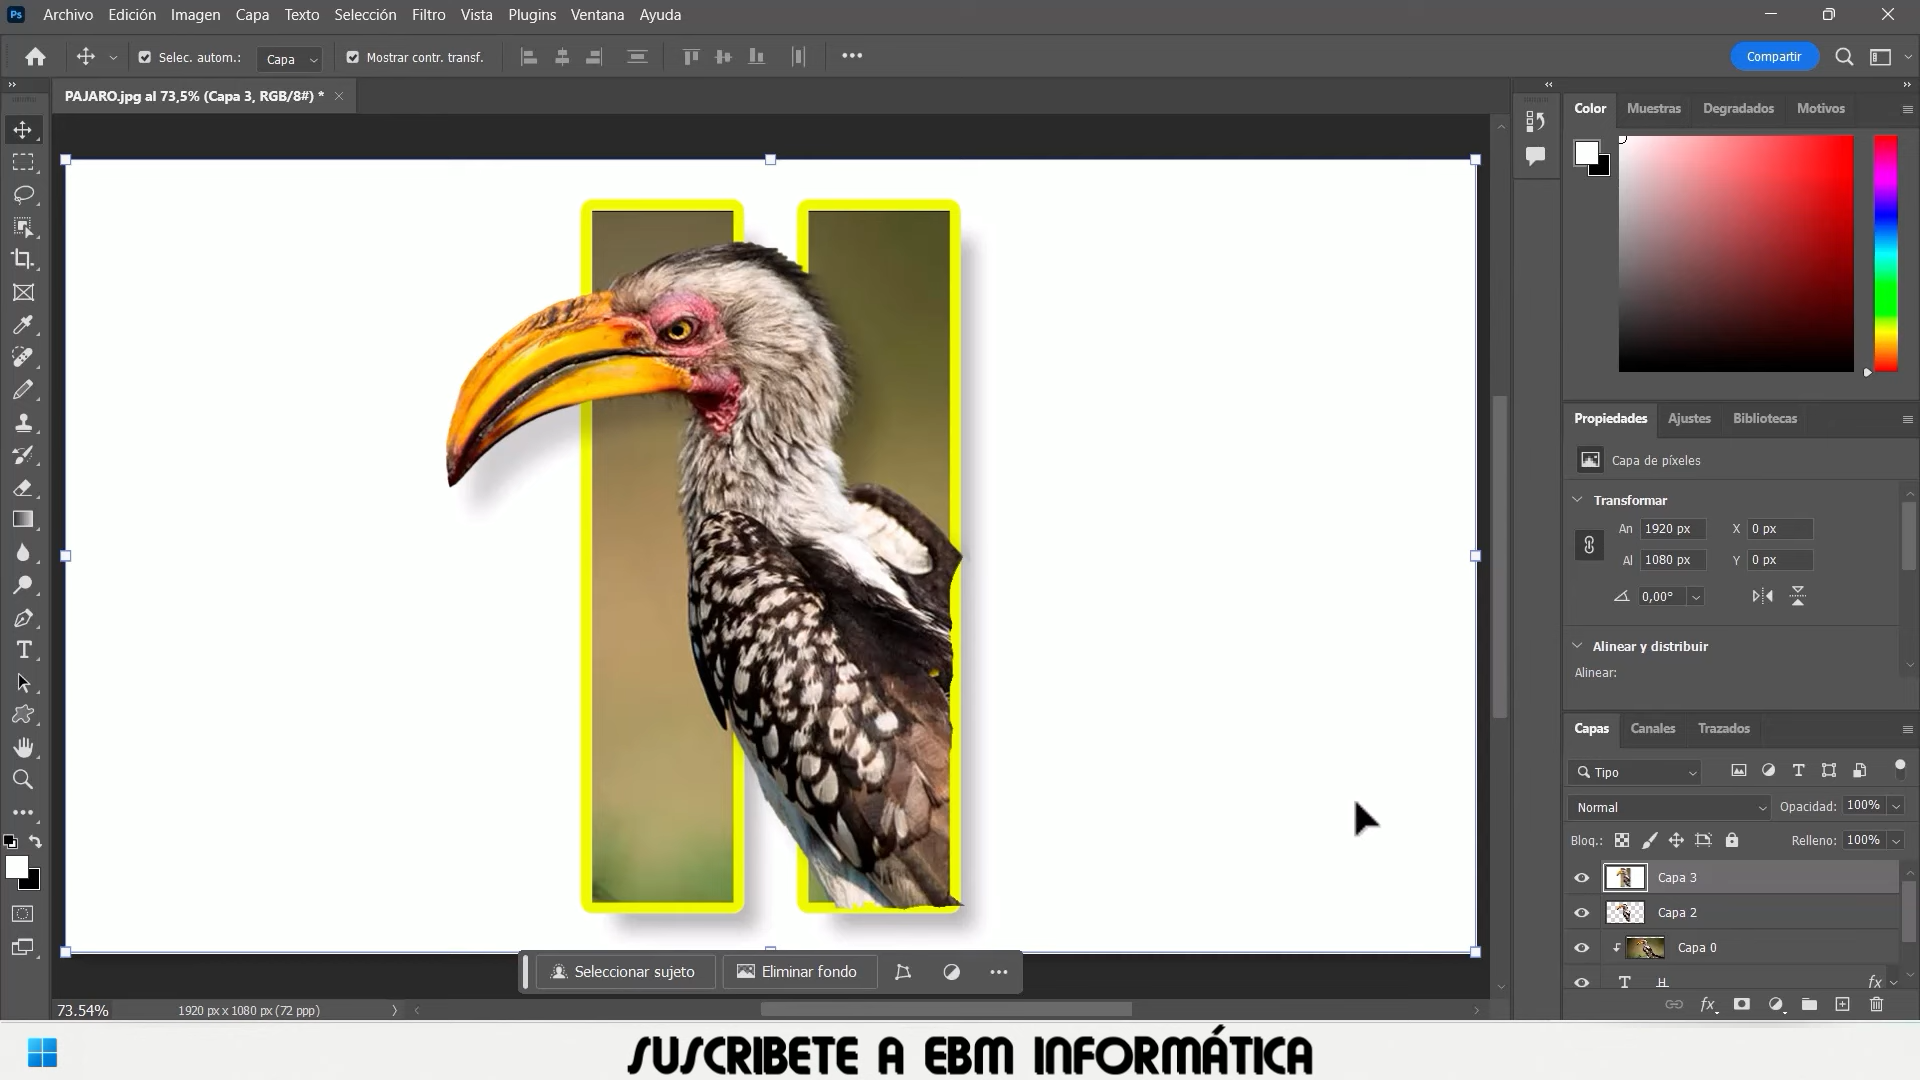 Ps Archivo Edición Imagen Capa Texto Selección Filtro Vista Plugins Ventana Ayuda
Selec. autom.: Capa Mostrar contr. transf. Compartir
PAJARO.jpg al 73,5% (Capa 3, RGB/8#) *
Color Muestras Degradados Motivos
Propiedades Ajustes Bibliotecas
Capa de píxeles
Transformar
An 1920 px X 0 px
Al 1080 px Y 0 px
0,00°
Alinear y distribuir
Alinear:
Capas Canales Trazados
Tipo
Normal Opacidad: 100%
Bloq.: Relleno: 100%
Capa 3
Capa 2
Capa 0
T H fx
Seleccionar sujeto Eliminar fondo
73.54% 1920 px x 1080 px (72 ppp)
SUSCRIBETE A EBM INFORMÁTICA